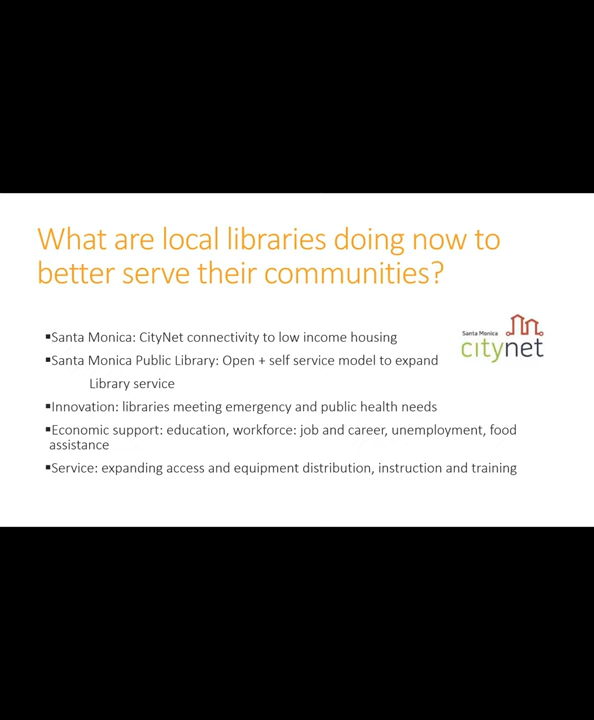 What are local libraries doing now to
better serve their communities?
▪Santa Monica: CityNet connectivity to low income housing
▪Santa Monica Public Library: Open + self service model to expand
Library service
▪Innovation: libraries meeting emergency and public health needs
▪Economic support: education, workforce: job and career, unemployment, food
assistance
▪Service: expanding access and equipment distribution, instruction and training
Santa Monica
citynet